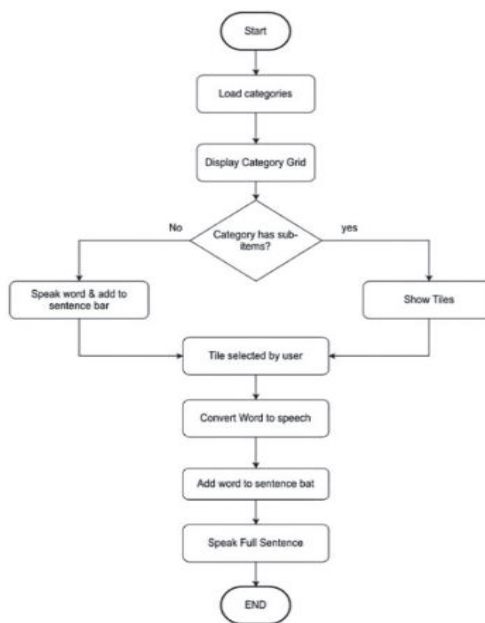 Start
Load categories
Display Category Grid
Category has sub-
items?
No
yes
Speak word & add to
sentence bar
Show Tiles
Tile selected by user
Convert Word to speech
Add word to sentence bat
Speak Full Sentence
END